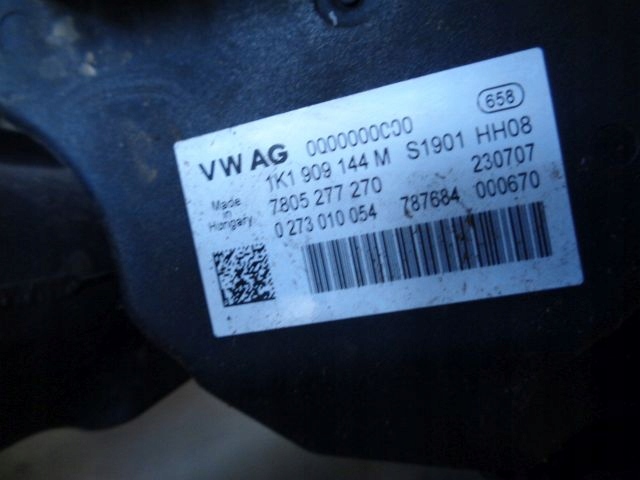 658
VW AG 0000000000
1K1 909 144 M S1901 HH08
7805 277 270 230707
0 273 010 054 787684 000670
Made
in
Hungary